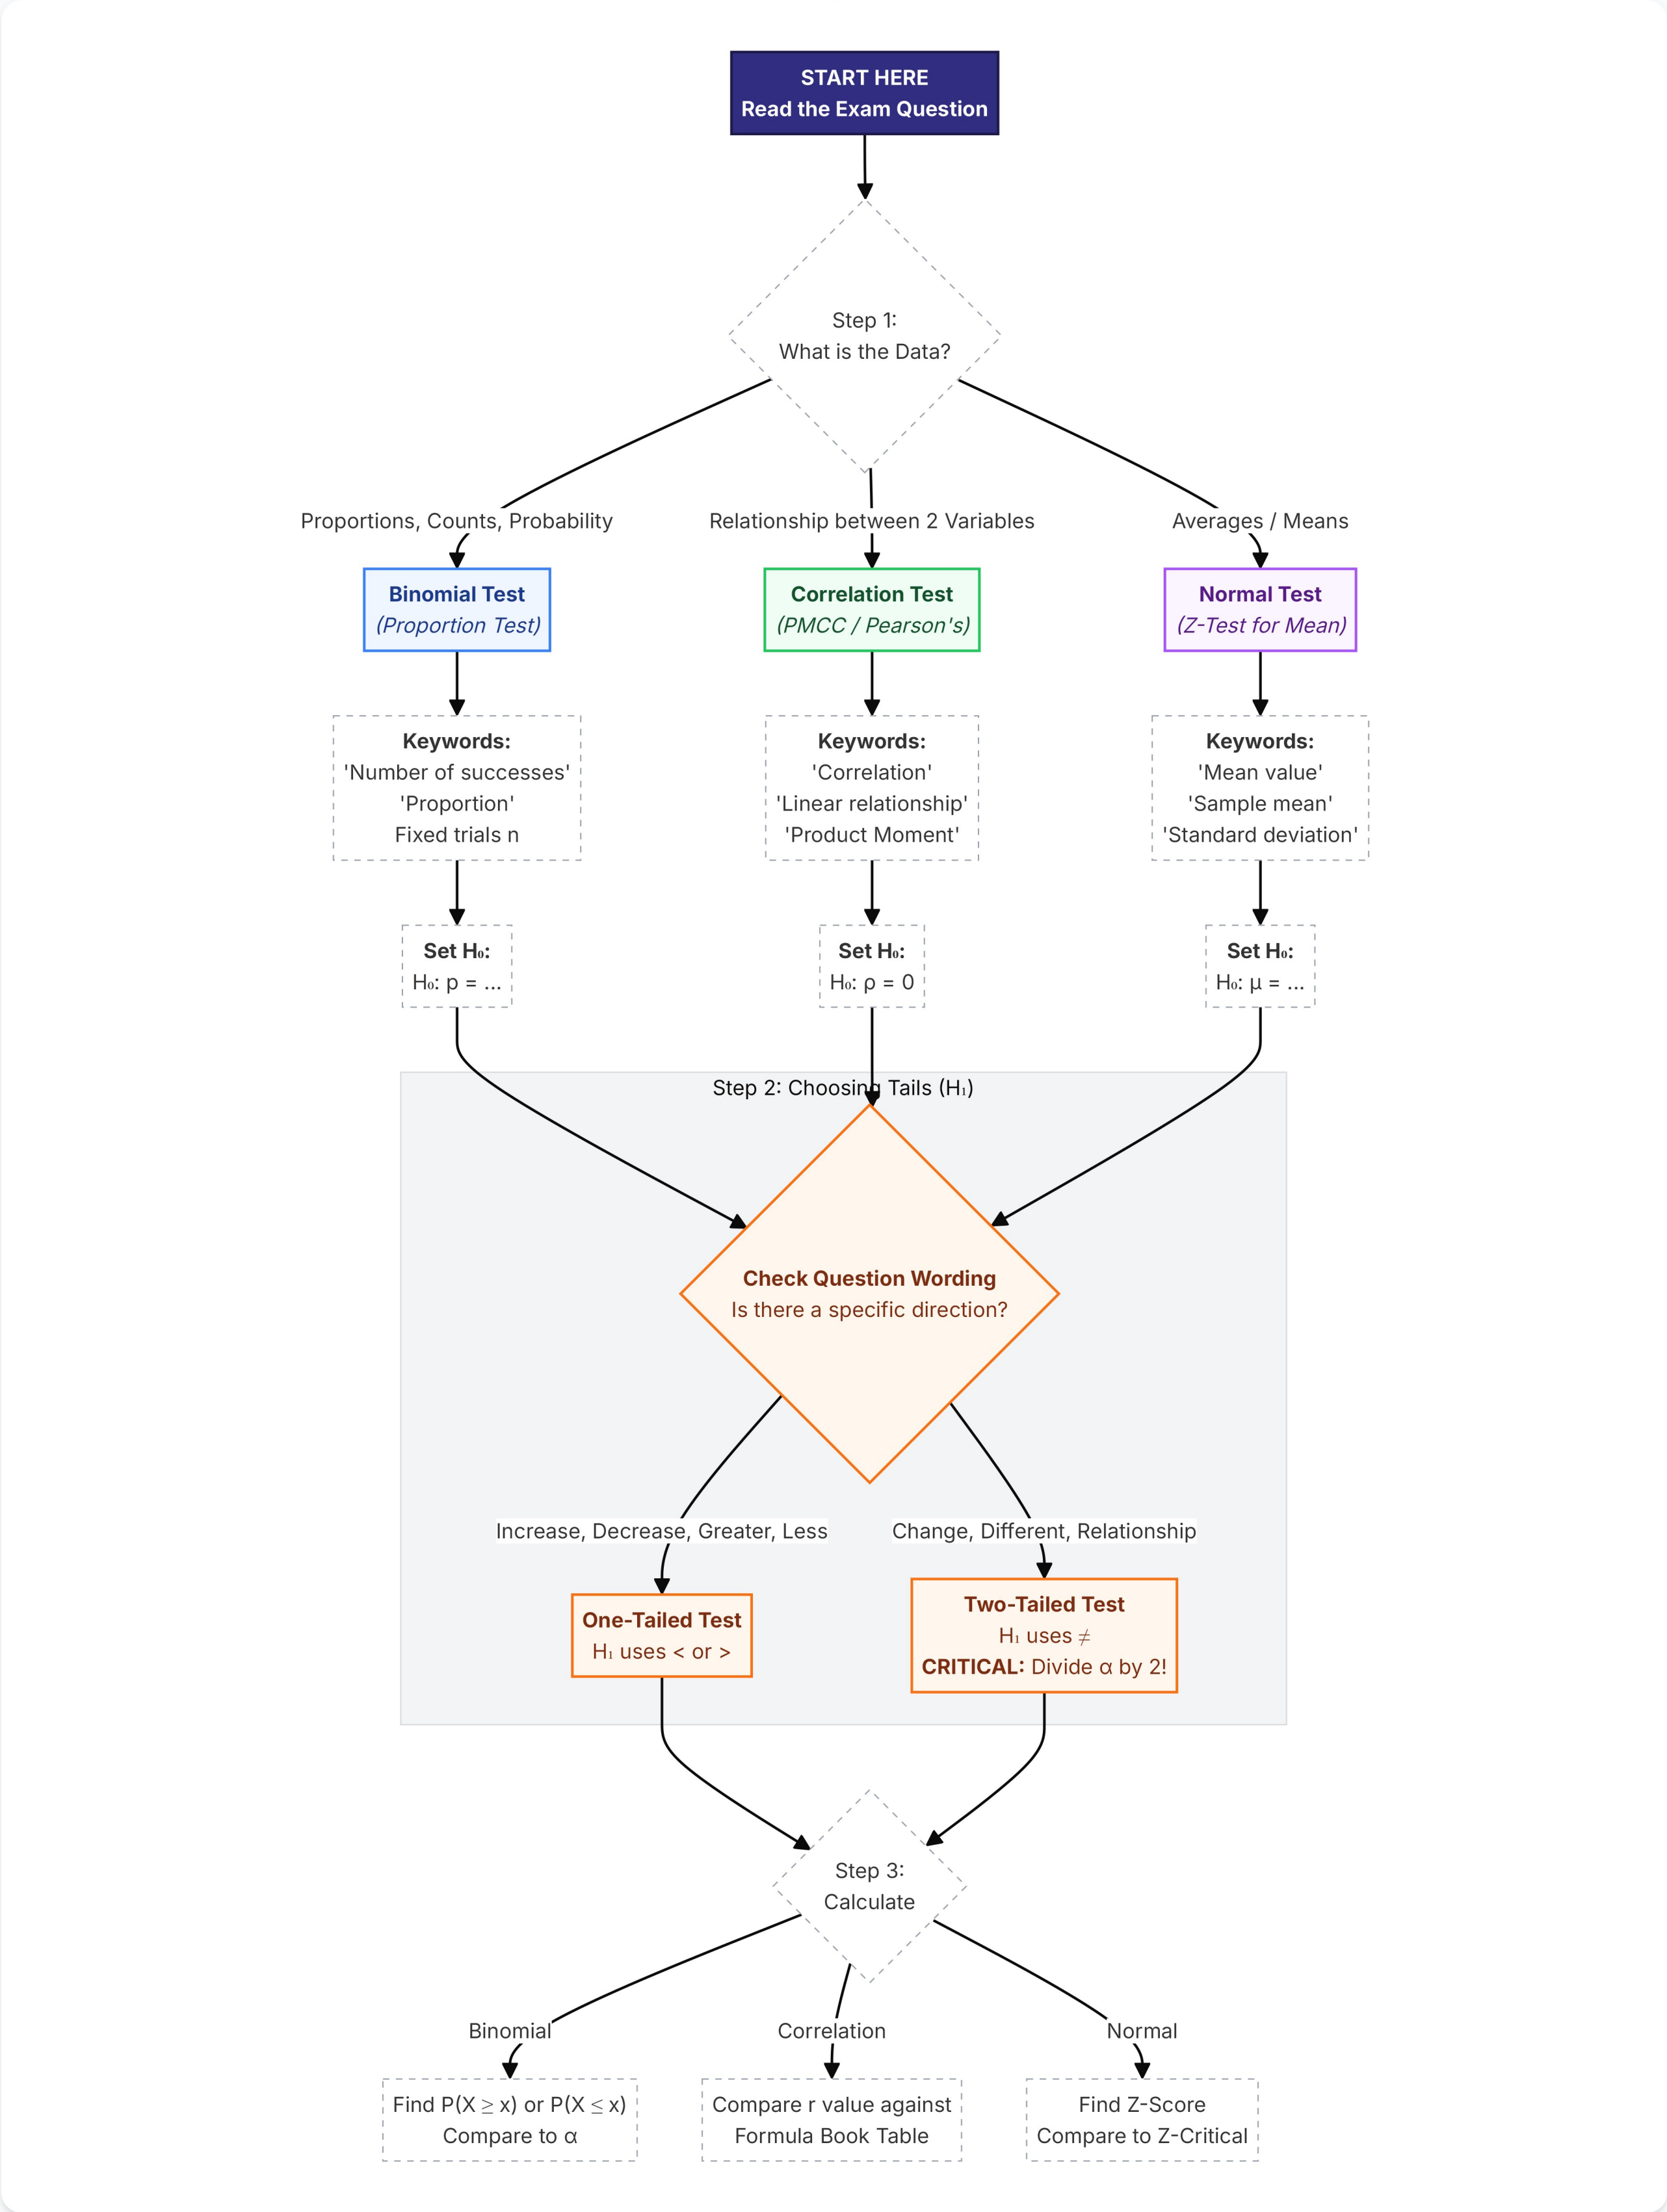 START HERE
Read the Exam Question
Step 1:
What is the Data?
Proportions, Counts, Probability
Relationship between 2 Variables
Averages / Means
Binomial Test
(Proportion Test)
Correlation Test
(PMCC / Pearson's)
Normal Test
(Z-Test for Mean)
Keywords:
'Number of successes'
'Proportion'
Fixed trials n
Keywords:
'Correlation'
'Linear relationship'
'Product Moment'
Keywords:
'Mean value'
'Sample mean'
'Standard deviation'
Set H₀:
H₀: p = ...
Set H₀:
H₀: ρ = 0
Set H₀:
H₀: μ = ...
Step 2: Choosing Tails (H₁)
Check Question Wording
Is there a specific direction?
Increase, Decrease, Greater, Less
Change, Different, Relationship
One-Tailed Test
H₁ uses < or >
Two-Tailed Test
H₁ uses ≠
CRITICAL: Divide α by 2!
Step 3:
Calculate
Binomial
Correlation
Normal
Find P(X ≥ x) or P(X ≤ x)
Compare to α
Compare r value against
Formula Book Table
Find Z-Score
Compare to Z-Critical